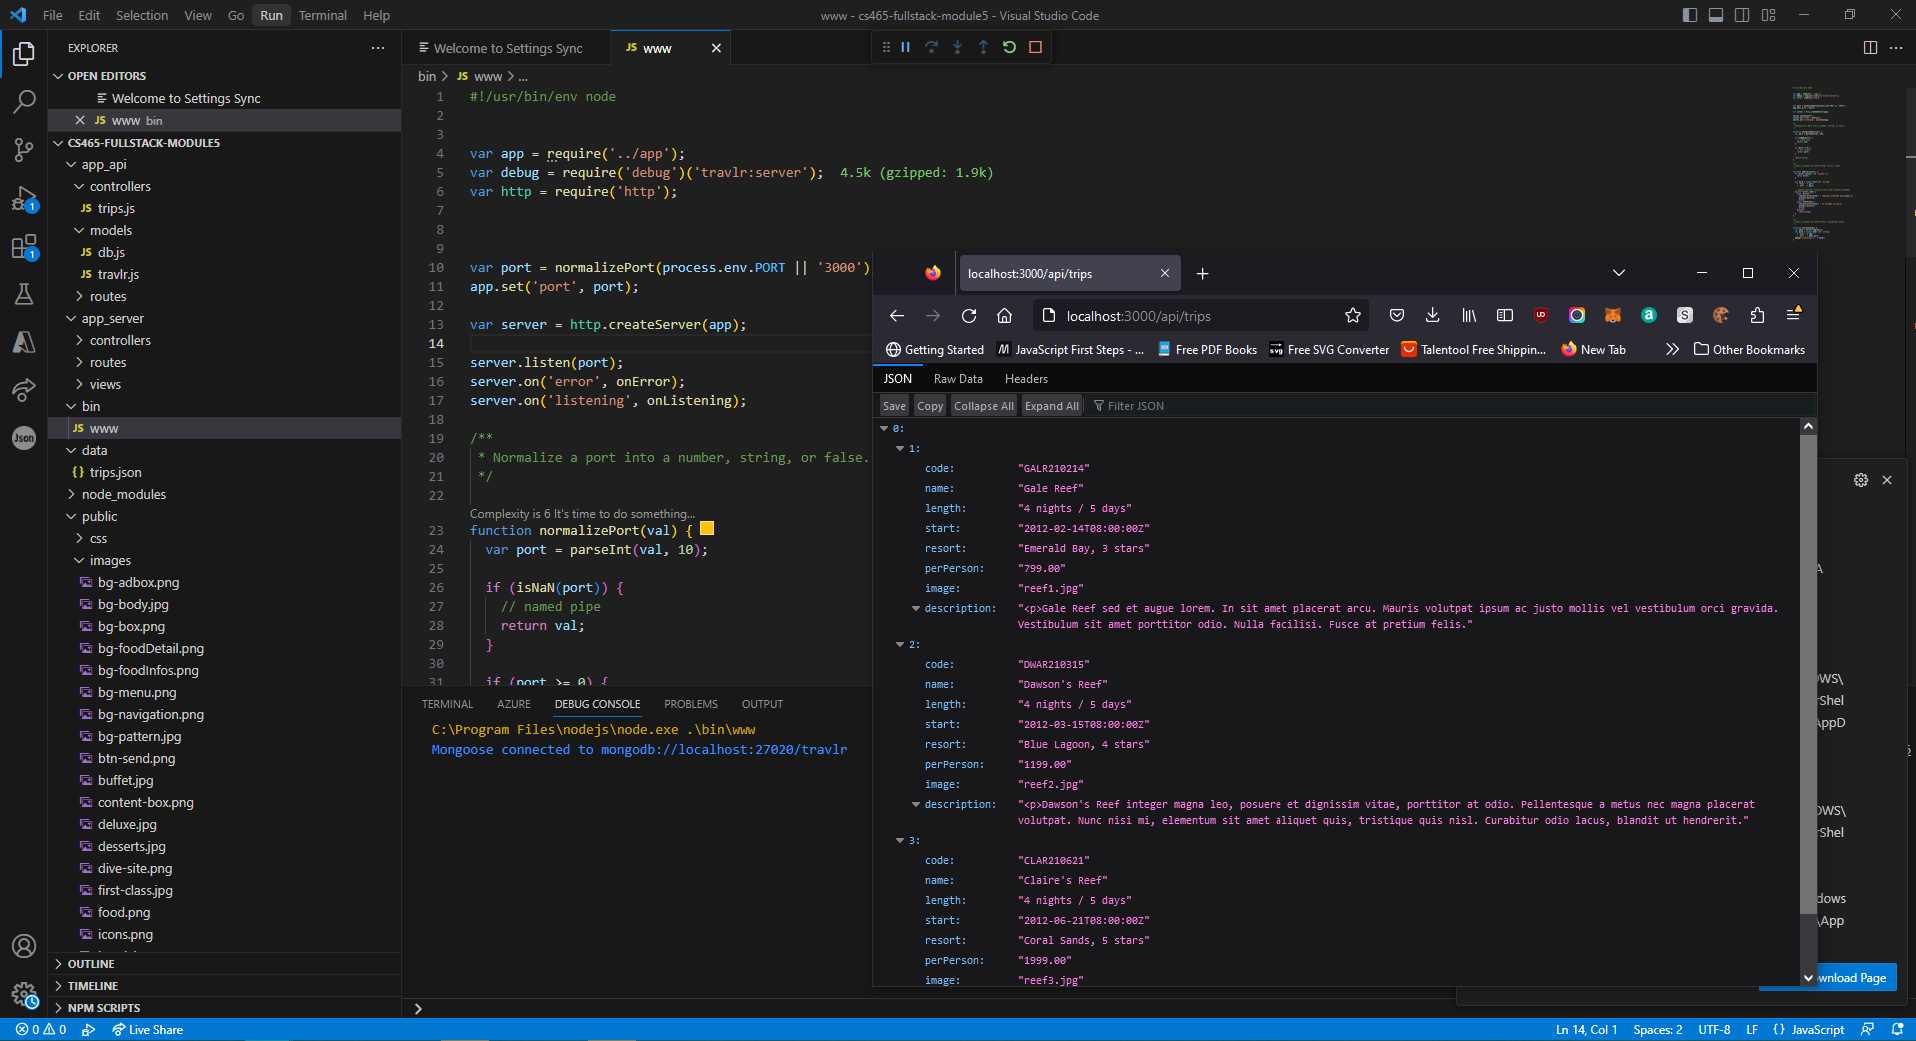 File Edit Selection View Go Run Terminal Help
www - cs465-fullstack-module5 - Visual Studio Code
EXPLORER
OPEN EDITORS
Welcome to Settings Sync
JS www bin
CS465-FULLSTACK-MODULE5
app_api
controllers
JS trips.js
models
JS db.js
JS travlr.js
routes
app_server
controllers
routes
views
bin
JS www
data
{} trips.json
node_modules
public
css
images
bg-adbox.png
bg-body.jpg
bg-box.png
bg-foodDetail.png
bg-foodInfos.png
bg-menu.png
bg-navigation.png
bg-pattern.jpg
btn-send.png
buffet.jpg
content-box.png
deluxe.jpg
desserts.jpg
dive-site.png
first-class.jpg
food.png
icons.png
OUTLINE
TIMELINE
NPM SCRIPTS
1
1
Json
Welcome to Settings Sync
JS www
bin > JS www > ...
1 #!/usr/bin/env node
2
3
4 var app = require('../app');
5 var debug = require('debug')('travlr:server'); 4.5k (gzipped: 1.9k)
6 var http = require('http');
7
8
9
10 var port = normalizePort(process.env.PORT || '3000')
11 app.set('port', port);
12
13 var server = http.createServer(app);
14
15 server.listen(port);
16 server.on('error', onError);
17 server.on('listening', onListening);
18
19 /**
20 * Normalize a port into a number, string, or false.
21 */
22
Complexity is 6 It's time to do something...
23 function normalizePort(val) {
24 var port = parseInt(val, 10);
25
26 if (isNaN(port)) {
27 // named pipe
28 return val;
29 }
30
31 if (port >= 0) {
TERMINAL AZURE DEBUG CONSOLE PROBLEMS OUTPUT
C:\Program Files\nodejs\node.exe .\bin\www
Mongoose connected to mongodb://localhost:27020/travlr
localhost:3000/api/trips
localhost:3000/api/trips
Getting Started JavaScript First Steps - ... Free PDF Books Free SVG Converter Talentool Free Shippin... New Tab Other Bookmarks
JSON Raw Data Headers
Save Copy Collapse All Expand All Filter JSON
0:
1:
code: "GALR210214"
name: "Gale Reef"
length: "4 nights / 5 days"
start: "2012-02-14T08:00:00Z"
resort: "Emerald Bay, 3 stars"
perPerson: "799.00"
image: "reef1.jpg"
description: "<p>Gale Reef sed et augue lorem. In sit amet placerat arcu. Mauris volutpat ipsum ac justo mollis vel vestibulum orci gravida.
Vestibulum sit amet porttitor odio. Nulla facilisi. Fusce at pretium felis."
2:
code: "DWAR210315"
name: "Dawson's Reef"
length: "4 nights / 5 days"
start: "2012-03-15T08:00:00Z"
resort: "Blue Lagoon, 4 stars"
perPerson: "1199.00"
image: "reef2.jpg"
description: "<p>Dawson's Reef integer magna leo, posuere et dignissim vitae, porttitor at odio. Pellentesque a metus nec magna placerat
volutpat. Nunc nisi mi, elementum sit amet aliquet quis, tristique quis nisl. Curabitur odio lacus, blandit ut hendrerit."
3:
code: "CLAR210621"
name: "Claire's Reef"
length: "4 nights / 5 days"
start: "2012-06-21T08:00:00Z"
resort: "Coral Sands, 5 stars"
perPerson: "1999.00"
image: "reef3.jpg"
wnload Page
0 0 Live Share
Ln 14, Col 1 Spaces: 2 UTF-8 LF {} JavaScript